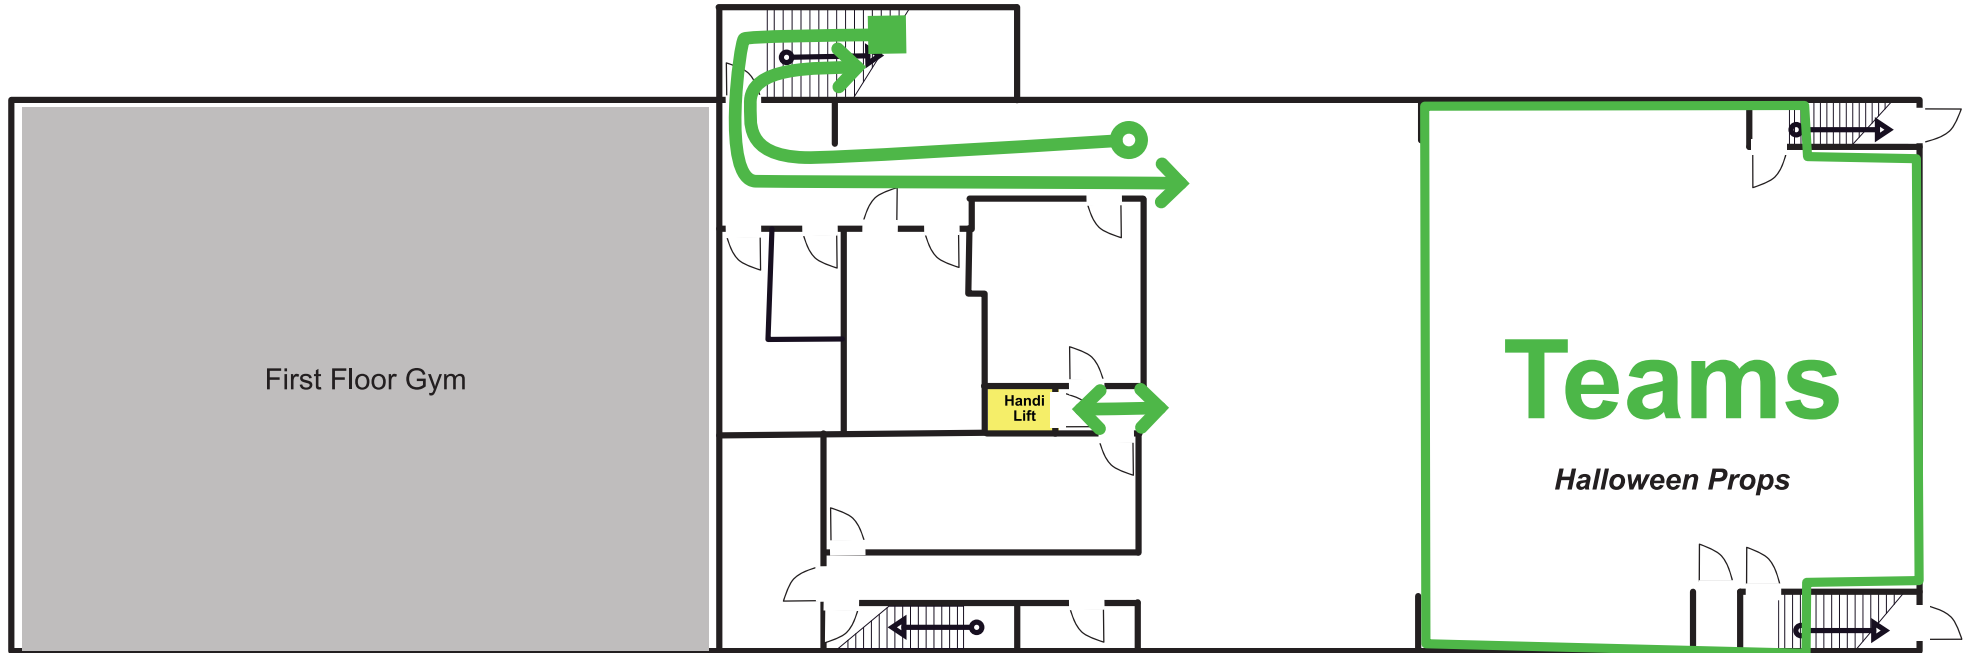 First Floor Gym
Handi
Lift
Teams
Halloween Props